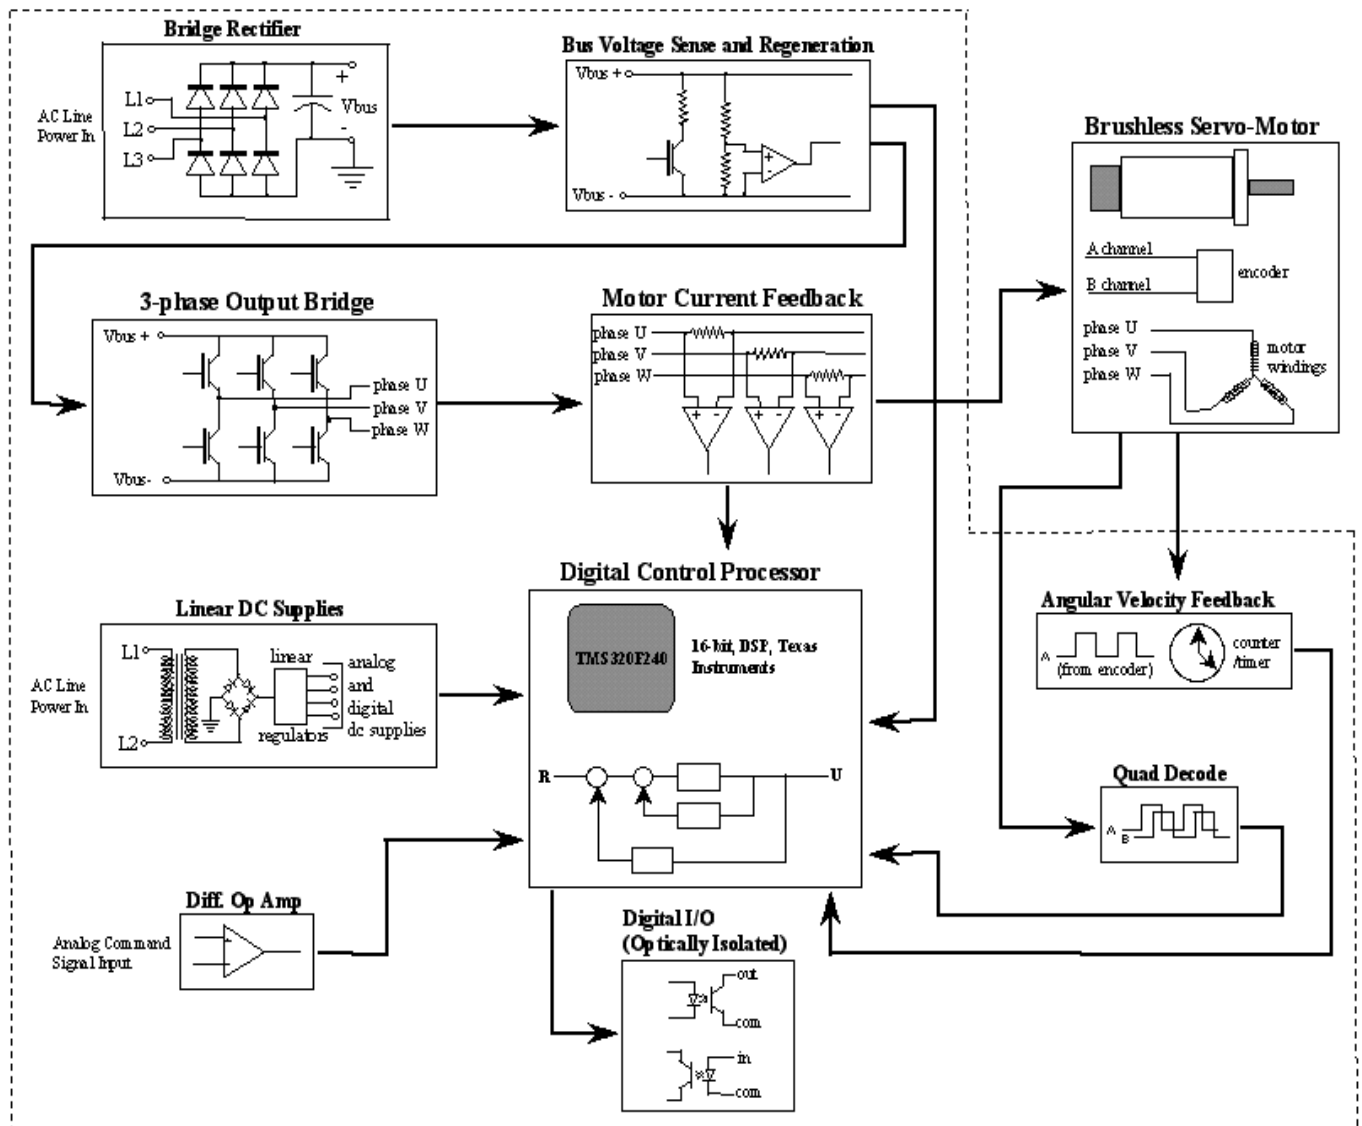 Bridge Rectifier
AC Line
Power In
L1
L2
L3
+
Vbus
-
Bus Voltage Sense and Regeneration
Vbus +
+
-
Vbus -
Brushless Servo-Motor
A channel
B channel
encoder
phase U
phase V
phase W
motor
windings
3-phase Output Bridge
Vbus +
phase U
phase V
phase W
Vbus-
Motor Current Feedback
phase U
phase V
phase W
+ -
+ -
+ -
Linear DC Supplies
AC Line
Power In
L1
L2
linear
regulators
analog
and
digital
dc supplies
Digital Control Processor
TMS320F240
16-bit, DSP, Texas
Instruments
R
U
Angular Velocity Feedback
A
(from encoder)
counter
/timer
Quad Decode
A
B
Diff. Op Amp
Analog Command
Signal Input
Digital I/O
(Optically Isolated)
out
com
in
com